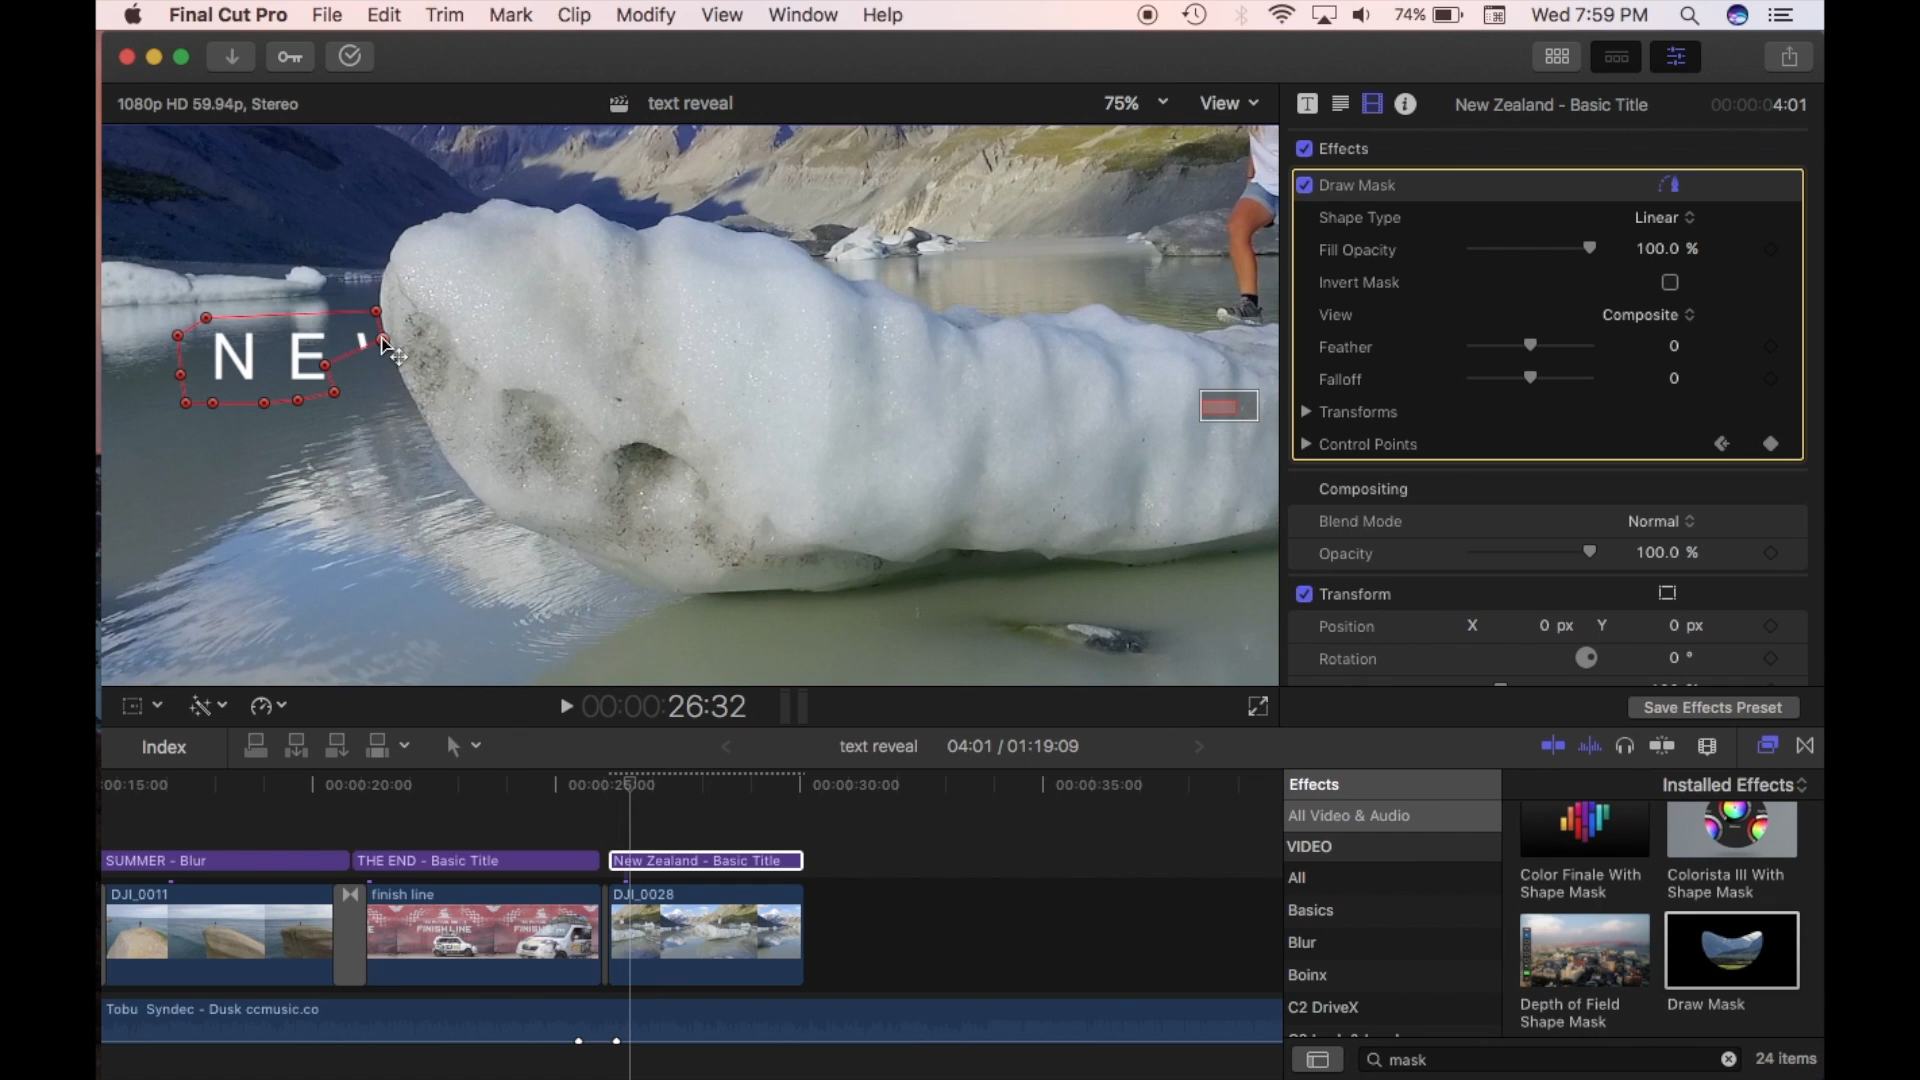 Final Cut Pro File Edit Trim Mark Clip Modify View Window Help 74% Wed 7:59 PM
1080p HD 59.94p, Stereo text reveal 75% View New Zealand - Basic Title 00:00:04:01
Effects
Draw Mask
Shape Type Linear
Fill Opacity 100.0 %
Invert Mask
View Composite
Feather 0
Falloff 0
Transforms
Control Points
N E
Compositing
Blend Mode Normal
Opacity 100.0 %
Transform
Position X 0 px Y 0 px
Rotation 0 °
00:00:26:32 Save Effects Preset
Index text reveal 04:01 / 01:19:09
:00:15:00 00:00:20:00 00:00:25:00 00:00:30:00 00:00:35:00
SUMMER - Blur THE END - Basic Title New Zealand - Basic Title
DJI_0011 finish line DJI_0028
FINISH LINE
Tobu Syndec - Dusk ccmusic.co
Effects Installed Effects
All Video & Audio
VIDEO
All
Basics
Blur
Boinx
C2 DriveX
Color Finale With Shape Mask
Colorista III With Shape Mask
Depth of Field Shape Mask
Draw Mask
mask 24 items